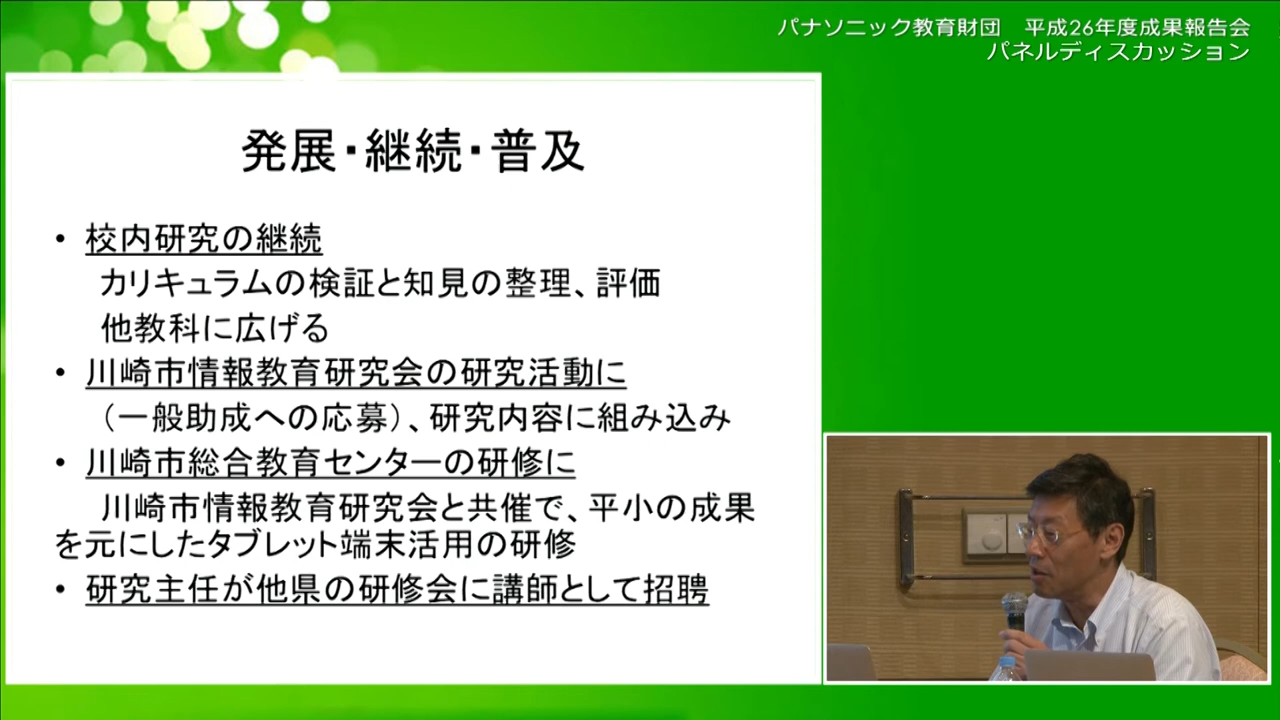 パナソニック教育財団　平成26年度成果報告会
パネルディスカッション
発展・継続・普及
• 校内研究の継続
カリキュラムの検証と知見の整理、評価
他教科に広げる
• 川崎市情報教育研究会の研究活動に
（一般助成への応募）、研究内容に組み込み
• 川崎市総合教育センターの研修に
川崎市情報教育研究会と共催で、平小の成果
を元にしたタブレット端末活用の研修
• 研究主任が他県の研修会に講師として招聘